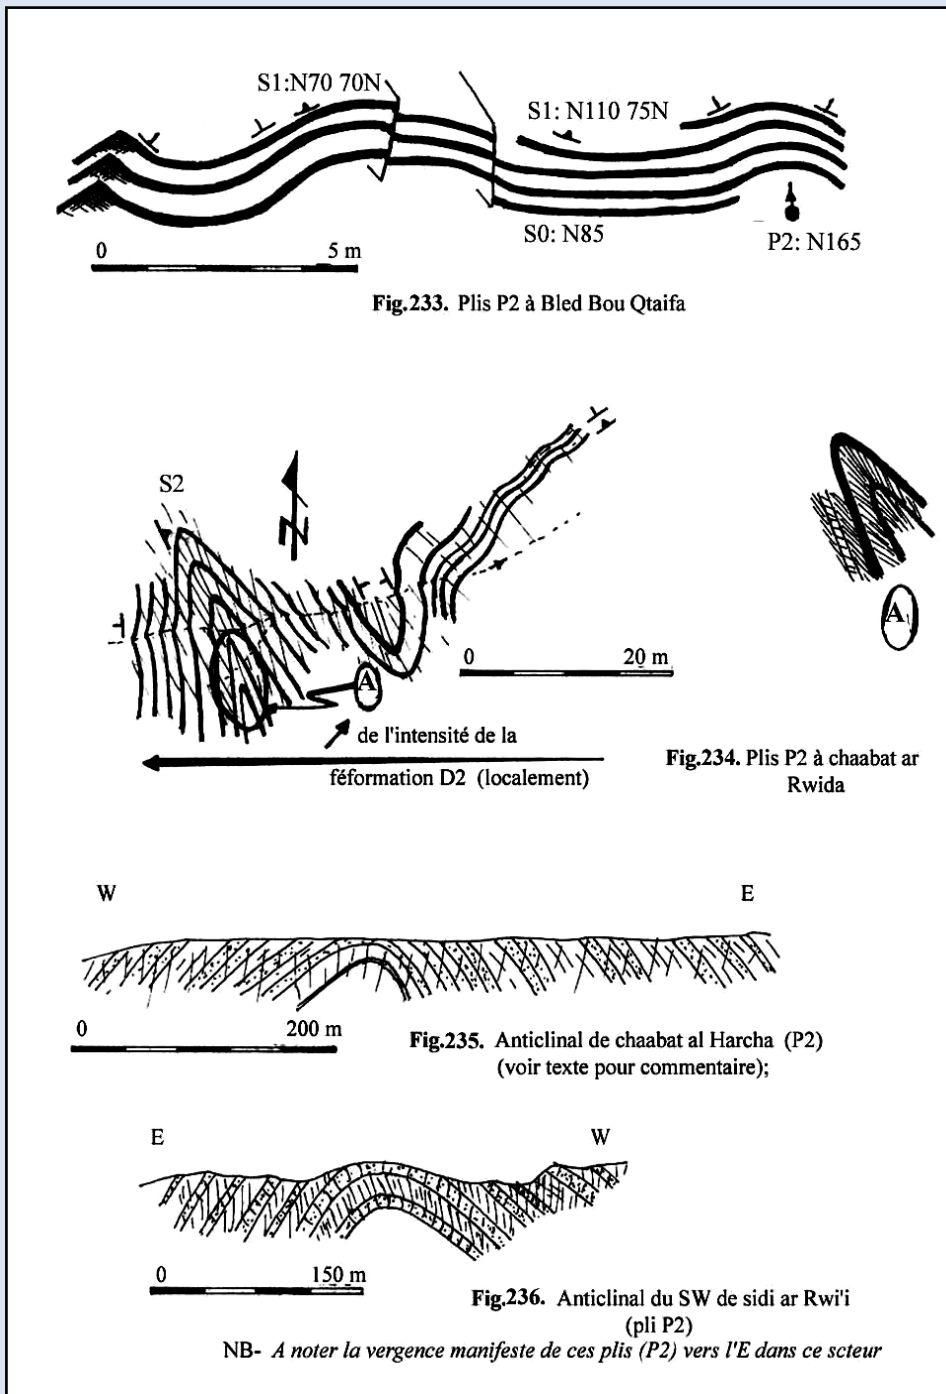 S1:N70 70N
S1: N110 75N
S0: N85
P2: N165
0 5 m
Fig.233. Plis P2 à Bled Bou Qtaifa
S2
N
A
A
0 20 m
de l'intensité de la
féformation D2 (localement)
Fig.234. Plis P2 à chaabat ar
Rwida
W E
0 200 m
Fig.235. Anticlinal de chaabat al Harcha (P2)
(voir texte pour commentaire);
E W
0 150 m
Fig.236. Anticlinal du SW de sidi ar Rwi'i
(pli P2)
NB- A noter la vergence manifeste de ces plis (P2) vers l'E dans ce scteur